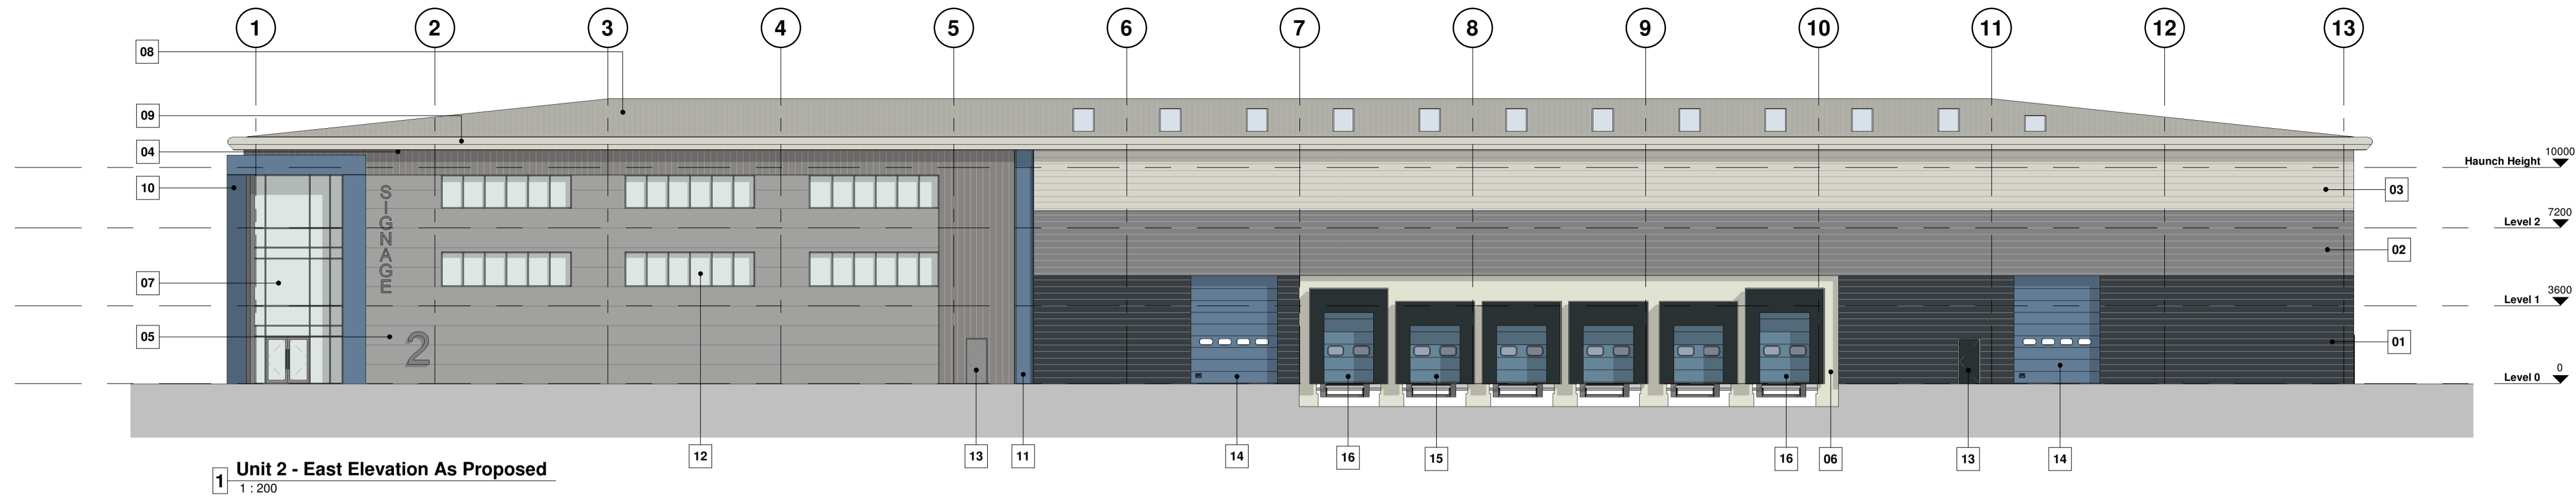 1 2 3 4 5 6 7 8 9 10 11 12 13
08
09
04
10
07
05
SIGNAGE
2
Haunch Height 10000
03
Level 2 7200
02
Level 1 3600
01
Level 0 0
12 13 11 14 16 15 16 06 13 14
1 Unit 2 - East Elevation As Proposed
1 : 200